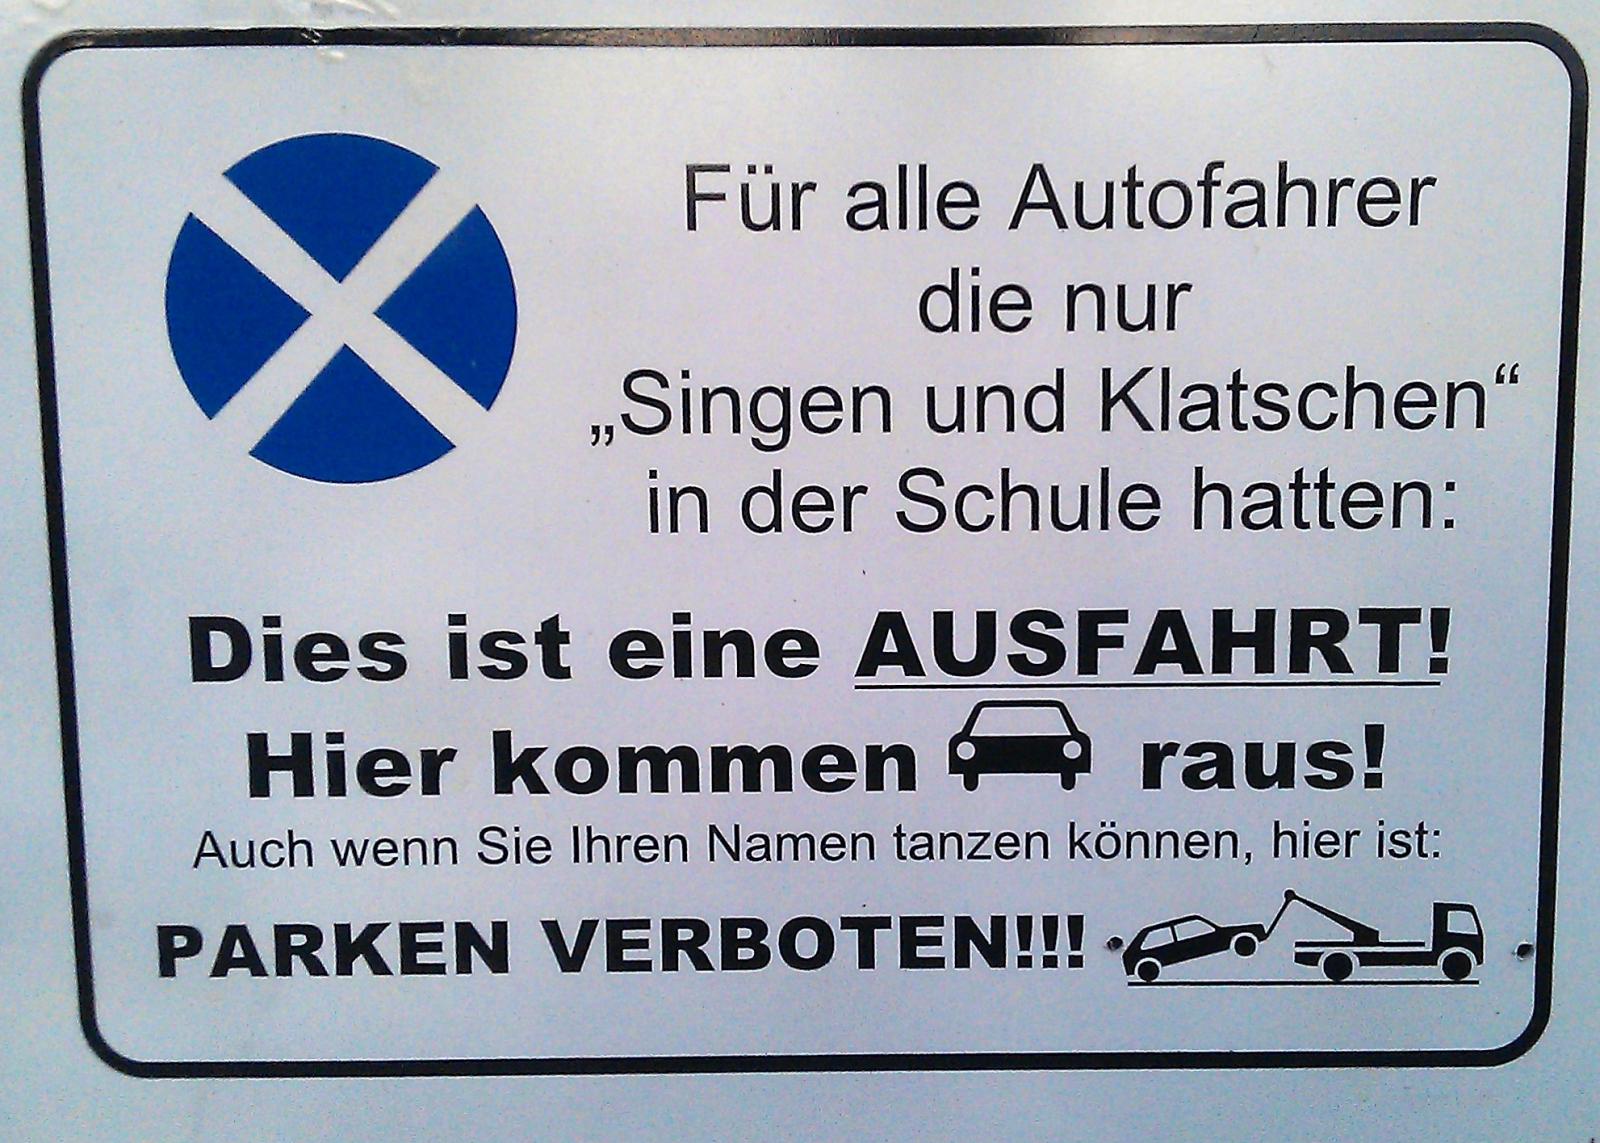 Für alle Autofahrer
die nur
„Singen und Klatschen“
in der Schule hatten:
Dies ist eine AUSFAHRT!
Hier kommen raus!
Auch wenn Sie Ihren Namen tanzen können, hier ist:
PARKEN VERBOTEN!!!